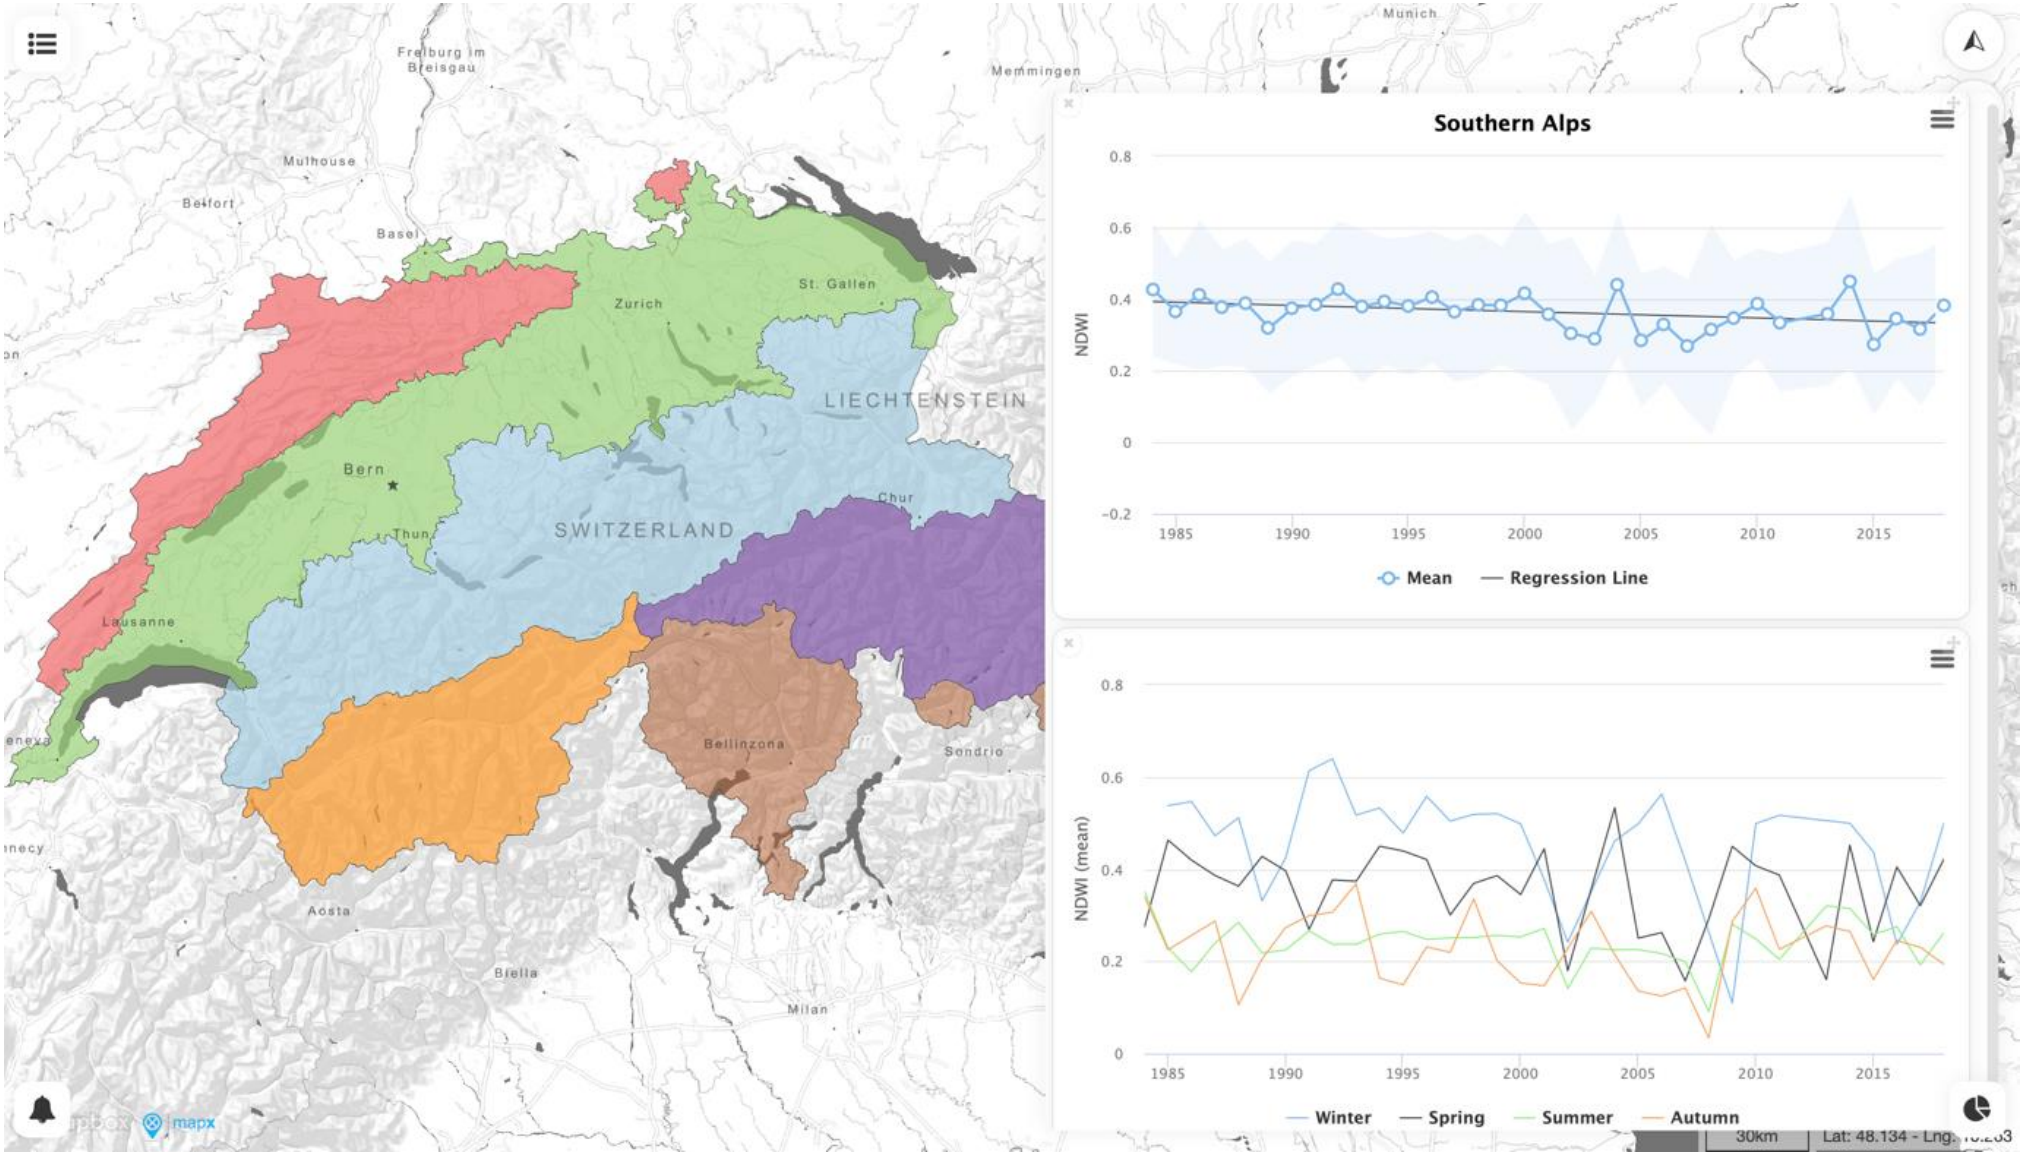 Munich
Freiburg im
Breisgau
Memmingen
Southern Alps
Mulhouse
0.8
Belfort
Basel
0.6
St. Gallen
Zurich
0.4
NDWI
0.2
LIECHTENSTEIN
0
Bern
Chur
-0.2
SWITZERLAND
Thun
1985 1990 1995 2000 2005 2010 2015
Mean Regression Line
Lausanne
0.8
eneva
Bellinzona
Sondrio
0.6
nnecy
0.4
NDWI (mean)
Aosta
0.2
Biella
Milan
0
1985 1990 1995 2000 2005 2010 2015
mapbox mapx
Winter Spring Summer Autumn
30km Lat: 48.134 - Lng: